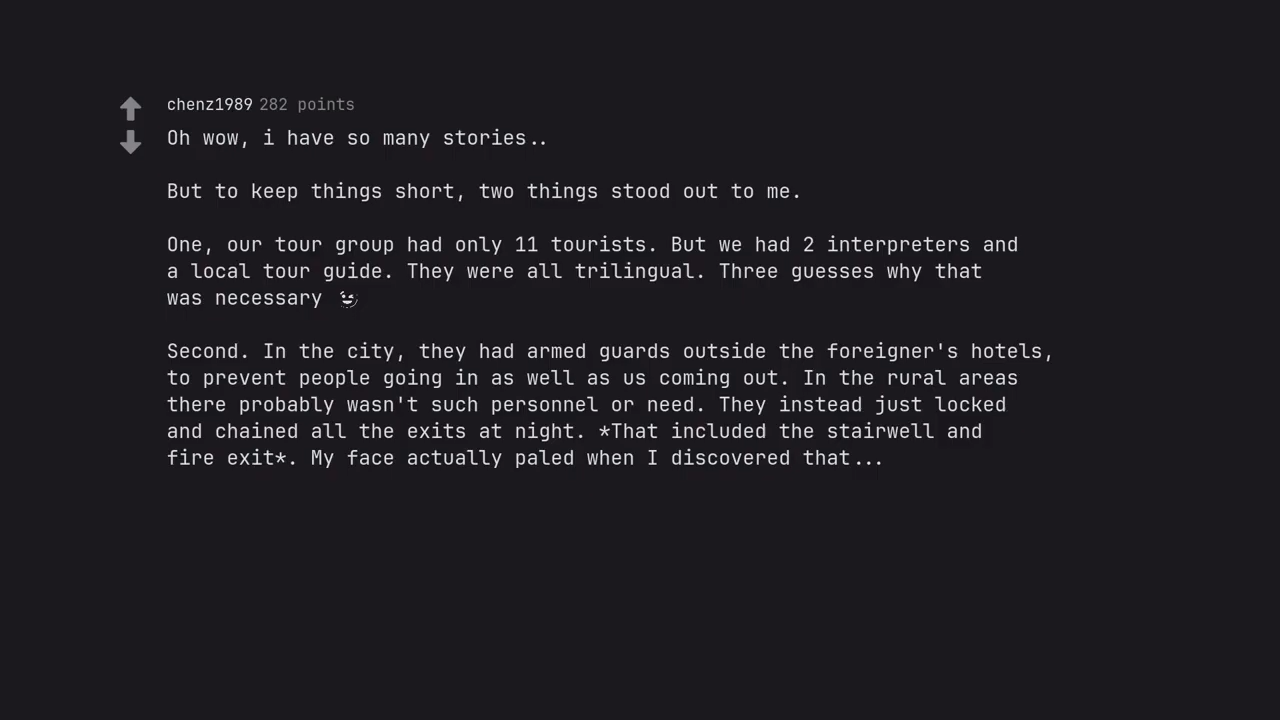 chenz1989 282 points
Oh wow, i have so many stories..
But to keep things short, two things stood out to me.
One, our tour group had only 11 tourists. But we had 2 interpreters and
a local tour guide. They were all trilingual. Three guesses why that
was necessary 😉
Second. In the city, they had armed guards outside the foreigner's hotels,
to prevent people going in as well as us coming out. In the rural areas
there probably wasn't such personnel or need. They instead just locked
and chained all the exits at night. *That included the stairwell and
fire exit*. My face actually paled when I discovered that...